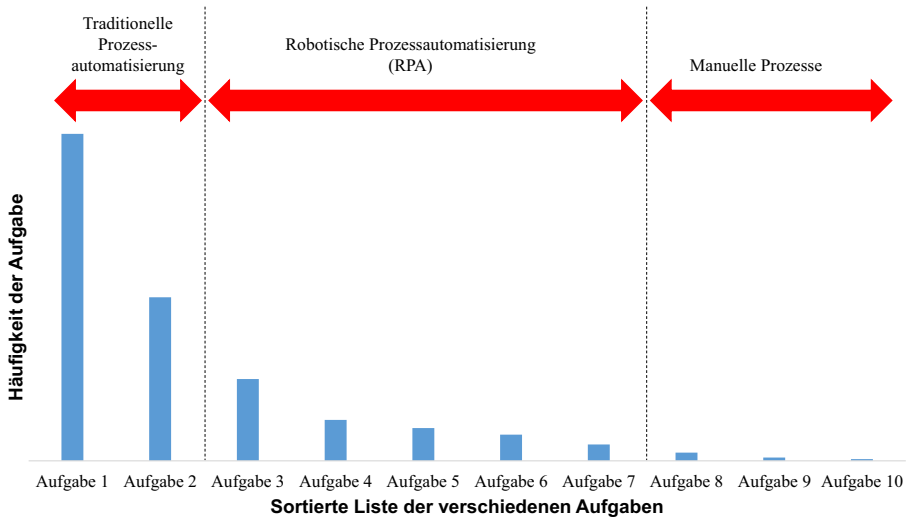 Traditionelle
Prozess-
automatisierung
Robotische Prozessautomatisierung
(RPA)
Manuelle Prozesse
Häufigkeit der Aufgabe
Aufgabe 1 Aufgabe 2 Aufgabe 3 Aufgabe 4 Aufgabe 5 Aufgabe 6 Aufgabe 7 Aufgabe 8 Aufgabe 9 Aufgabe 10
Sortierte Liste der verschiedenen Aufgaben